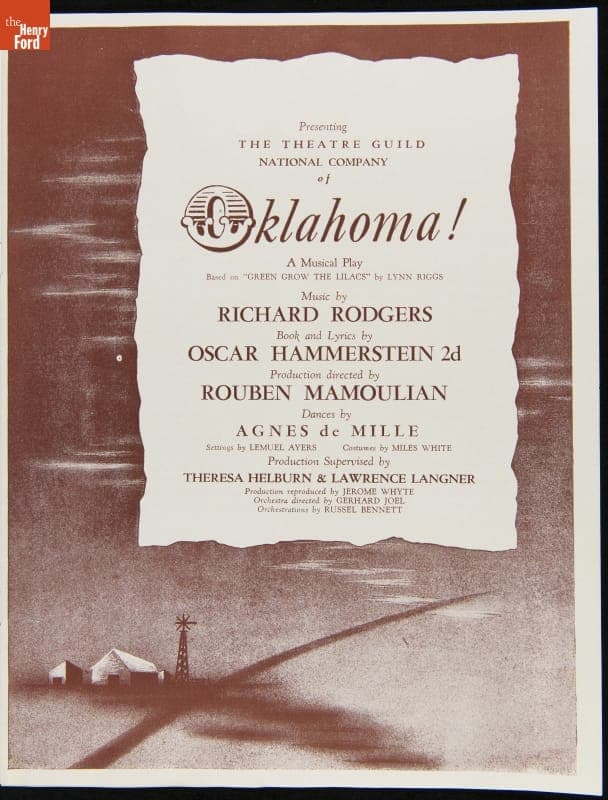 the
Henry
Ford
Presenting
THE THEATRE GUILD
NATIONAL COMPANY
of
Oklahoma!
A Musical Play
Based on "GREEN GROW THE LILACS" by LYNN RIGGS
Music by
RICHARD RODGERS
Book and Lyrics by
OSCAR HAMMERSTEIN 2d
Production directed by
ROUBEN MAMOULIAN
Dances by
AGNES de MILLE
Settings by LEMUEL AYERS Costumes by MILES WHITE
Production Supervised by
THERESA HELBURN & LAWRENCE LANGNER
Production reproduced by JEROME WHYTE
Orchestra directed by GERHARD JOEL
Orchestrations by RUSSEL BENNETT